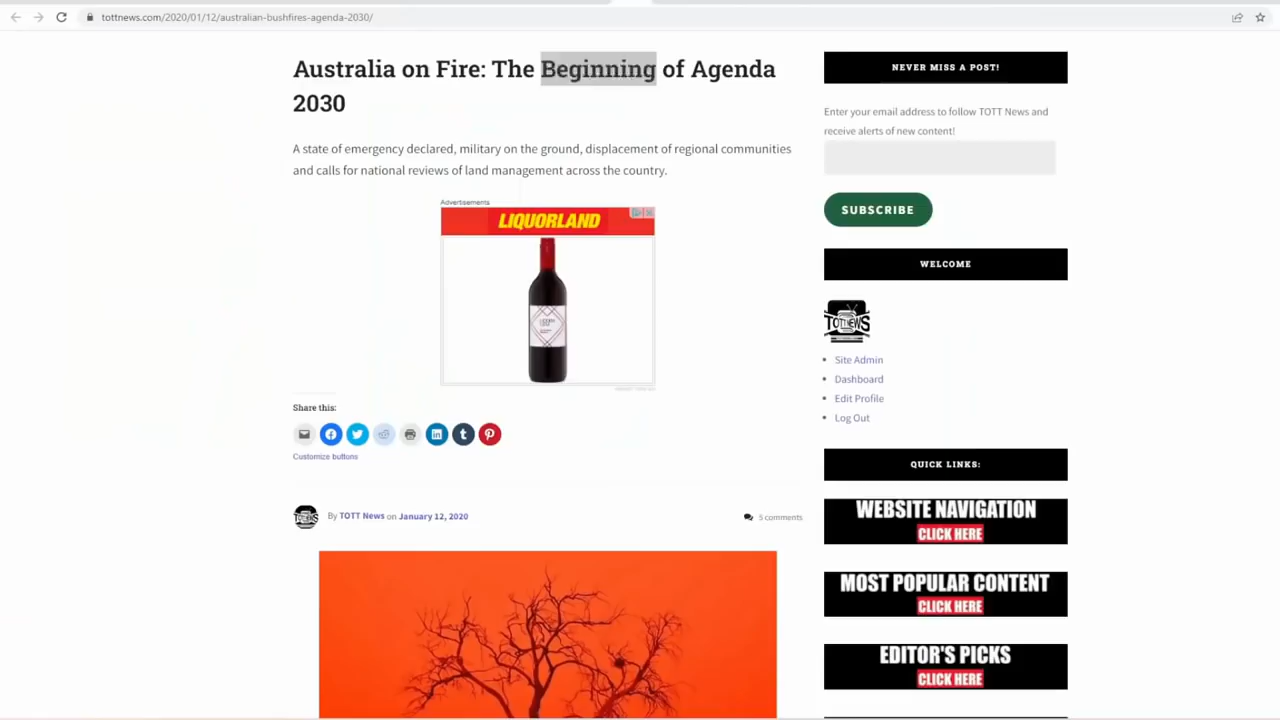 tottnews.com/2020/01/12/australian-bushfires-agenda-2030/
Australia on Fire: The Beginning of Agenda
2030
A state of emergency declared, military on the ground, displacement of regional communities
and calls for national reviews of land management across the country.
Advertisements
LIQUORLAND
Share this:
Customize buttons
By TOTT News on January 12, 2020
5 comments
NEVER MISS A POST!
Enter your email address to follow TOTT News and
receive alerts of new content!
SUBSCRIBE
WELCOME
TOTTNEWS
Site Admin
Dashboard
Edit Profile
Log Out
QUICK LINKS:
WEBSITE NAVIGATION
CLICK HERE
MOST POPULAR CONTENT
CLICK HERE
EDITOR'S PICKS
CLICK HERE